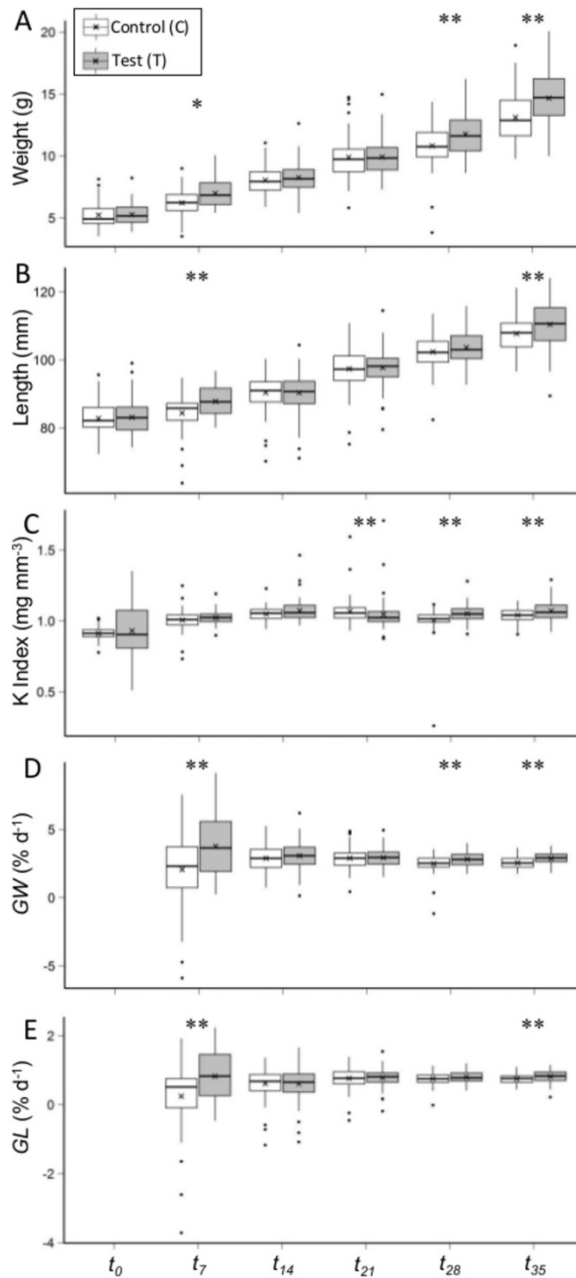 A
Control (C)
Test (T)
Weight (g)
20
15
10
5
*
**
**
B
Length (mm)
120
100
80
**
**
C
K Index (mg mm⁻³)
1.5
1.0
0.5
**
**
**
D
GW (% d⁻¹)
5
0
-5
**
**
**
E
GL (% d⁻¹)
2
0
-2
-4
**
**
t₀ t₇ t₁₄ t₂₁ t₂₈ t₃₅